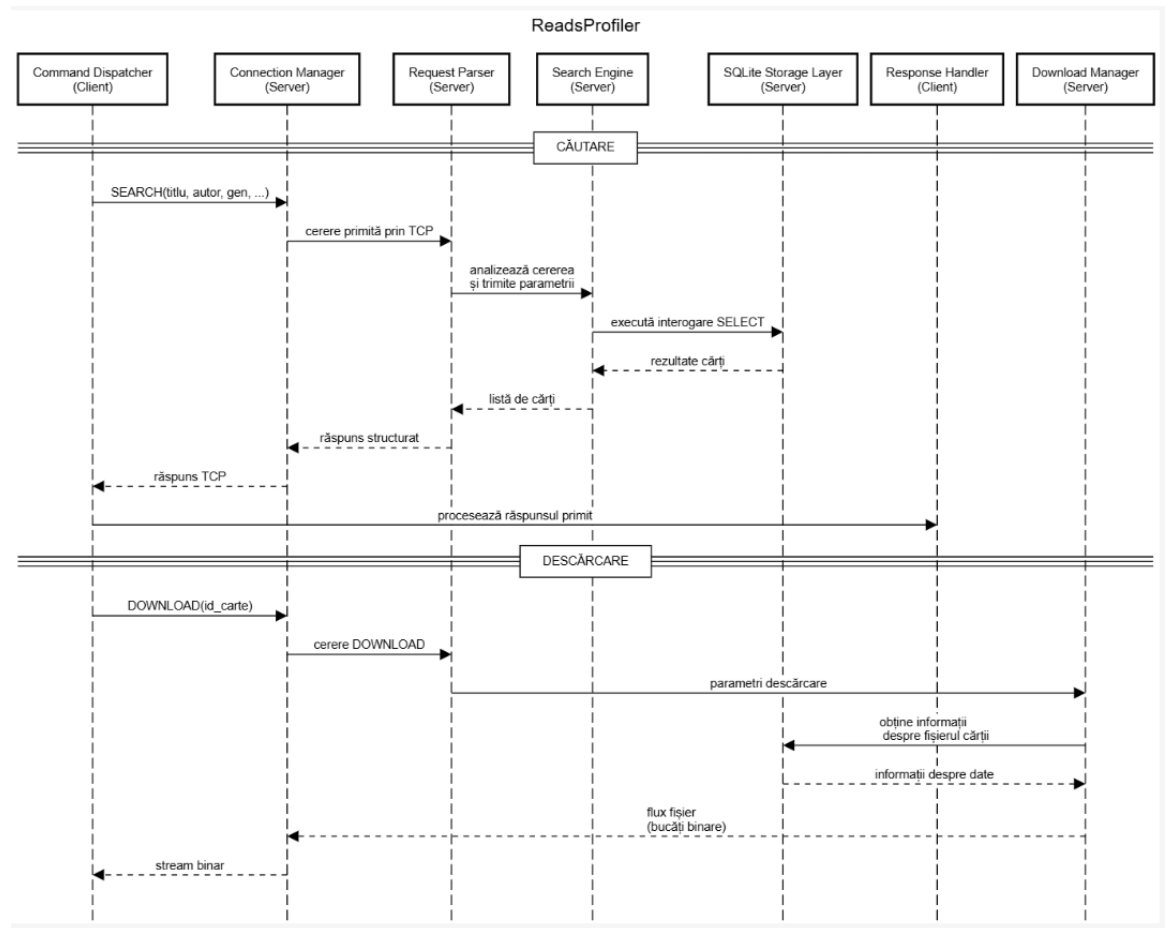 ReadsProfiler
Command Dispatcher
(Client)
Connection Manager
(Server)
Request Parser
(Server)
Search Engine
(Server)
SQLite Storage Layer
(Server)
Response Handler
(Client)
Download Manager
(Server)
CĂUTARE
SEARCH(titlu, autor, gen, ...)
cerere primită prin TCP
analizează cererea
și trimite parametrii
execută interogare SELECT
rezultate cărți
listă de cărți
răspuns structurat
răspuns TCP
procesează răspunsul primit
DESCĂRCARE
DOWNLOAD(id_carte)
cerere DOWNLOAD
parametri descărcare
obține informații
despre fișierul cărții
informații despre date
flux fișier
(bucăți binare)
stream binar